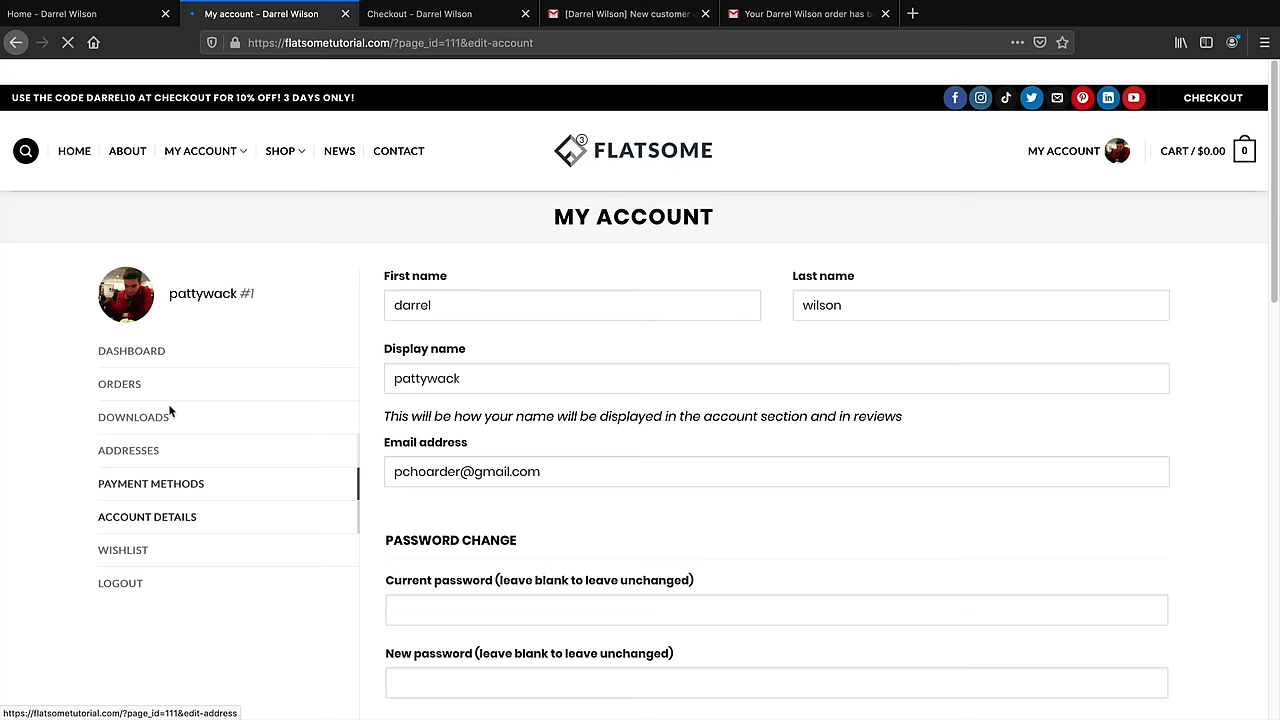 Home - Darrel Wilson
My account - Darrel Wilson
Checkout - Darrel Wilson
[Darrel Wilson] New customer
Your Darrel Wilson order has b
https://flatsometutorial.com/?page_id=111&edit-account
USE THE CODE DARREL10 AT CHECKOUT FOR 10% OFF! 3 DAYS ONLY!
CHECKOUT
HOME
ABOUT
MY ACCOUNT
SHOP
NEWS
CONTACT
3
FLATSOME
MY ACCOUNT
CART / $0.00
0
MY ACCOUNT
pattywack #1
DASHBOARD
ORDERS
DOWNLOADS
ADDRESSES
PAYMENT METHODS
ACCOUNT DETAILS
WISHLIST
LOGOUT
First name
darrel
Last name
wilson
Display name
pattywack
This will be how your name will be displayed in the account section and in reviews
Email address
pchoarder@gmail.com
PASSWORD CHANGE
Current password (leave blank to leave unchanged)
New password (leave blank to leave unchanged)
https://flatsometutorial.com/?page_id=111&edit-address